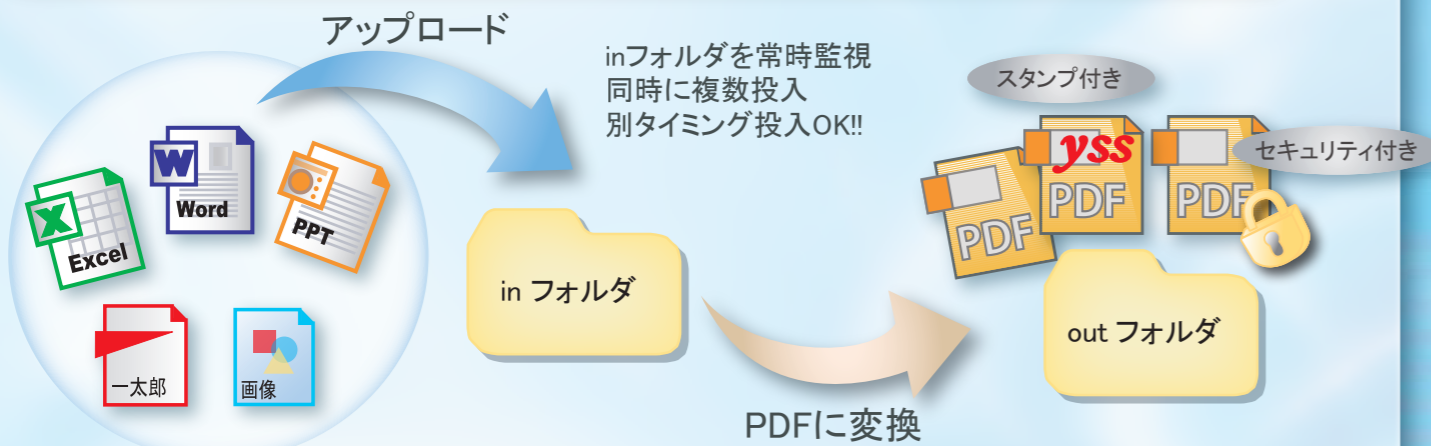 アップロード
inフォルダを常時監視
同時に複数投入
別タイミング投入OK!!
スタンプ付き
セキュリティ付き
W
Word
X
Excel
PPT
一太郎
画像
in フォルダ
yss
PDF
PDF
PDF
out フォルダ
PDFに変換